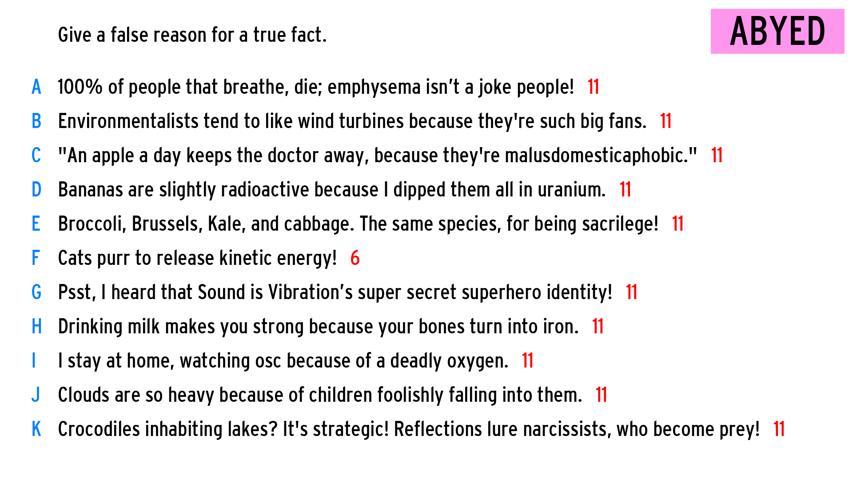 Give a false reason for a true fact.
ABYED
A 100% of people that breathe, die; emphysema isn't a joke people! 11
B Environmentalists tend to like wind turbines because they're such big fans. 11
C "An apple a day keeps the doctor away, because they're malusdomesticaphobic." 11
D Bananas are slightly radioactive because I dipped them all in uranium. 11
E Broccoli, Brussels, Kale, and cabbage. The same species, for being sacrilege! 11
F Cats purr to release kinetic energy! 6
G Psst, I heard that Sound is Vibration's super secret superhero identity! 11
H Drinking milk makes you strong because your bones turn into iron. 11
I I stay at home, watching osc because of a deadly oxygen. 11
J Clouds are so heavy because of children foolishly falling into them. 11
K Crocodiles inhabiting lakes? It's strategic! Reflections lure narcissists, who become prey! 11